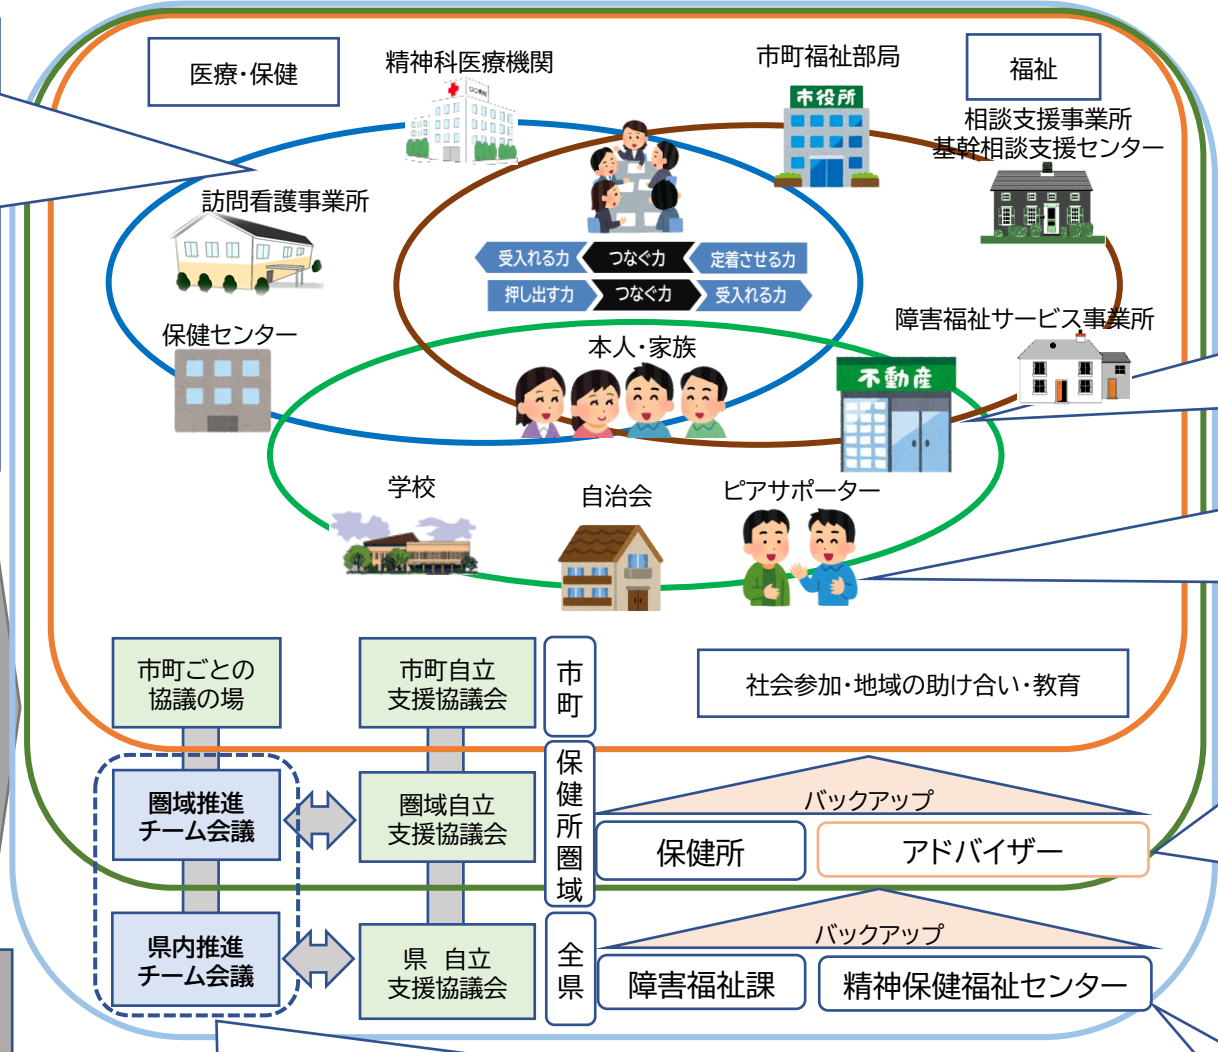 医療・保健
精神科医療機関
市町福祉部局
福祉
市役所
相談支援事業所
基幹相談支援センター
訪問看護事業所
受入れる力
つなぐ力
定着させる力
押し出す力
つなぐ力
受入れる力
保健センター
本人・家族
障害福祉サービス事業所
不動産
学校
自治会
ピアサポーター
市町ごとの
協議の場
市町自立
支援協議会
市町
社会参加・地域の助け合い・教育
圏域推進
チーム会議
圏域自立
支援協議会
保健所圏域
バックアップ
保健所
アドバイザー
県内推進
チーム会議
県 自立
支援協議会
全県
バックアップ
障害福祉課
精神保健福祉センター